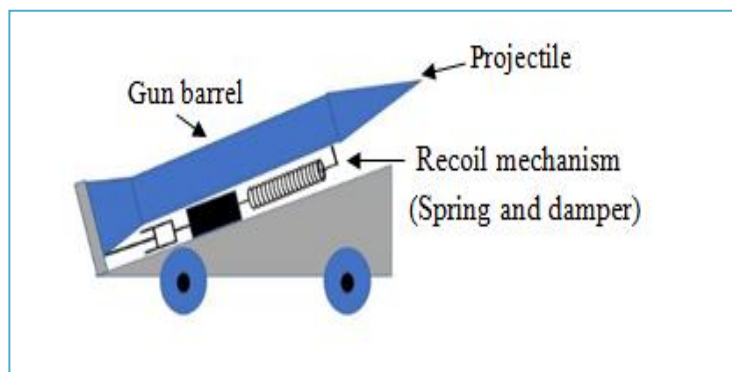 Projectile
Gun barrel
Recoil mechanism
(Spring and damper)